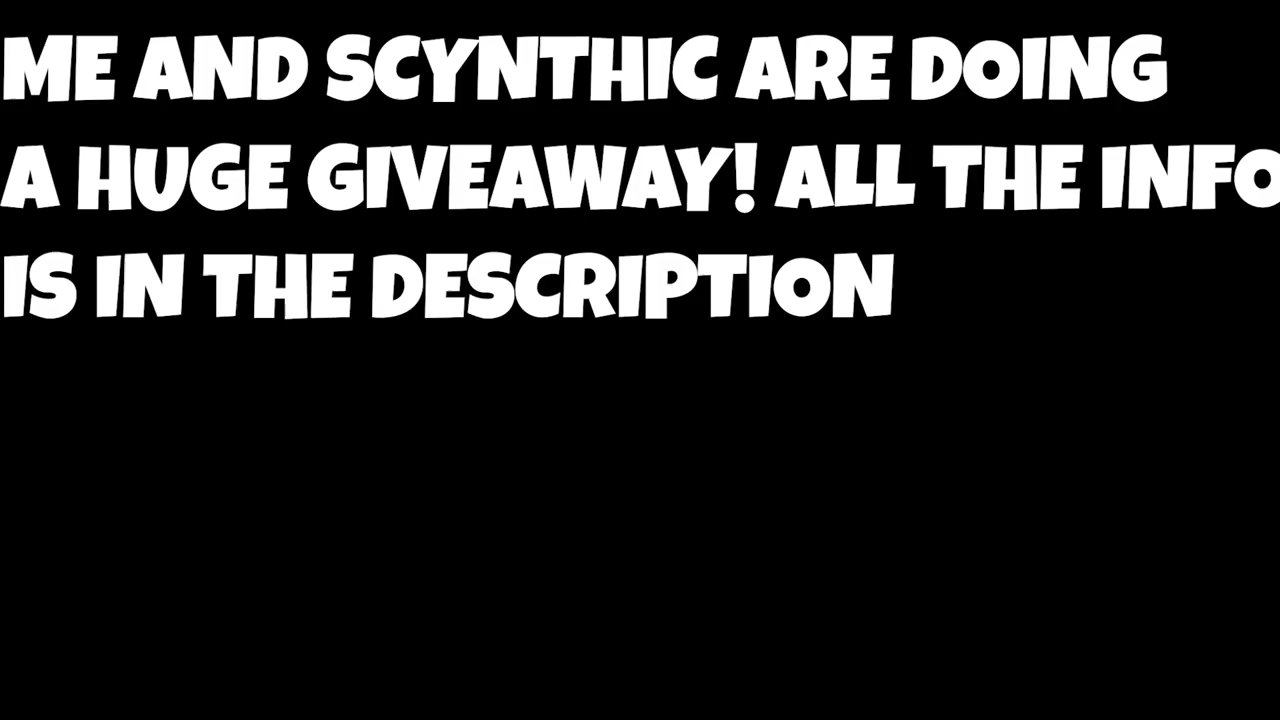 ME AND SCYNTHIC ARE DOING
A HUGE GIVEAWAY! ALL THE INFO
IS IN THE DESCRIPTION